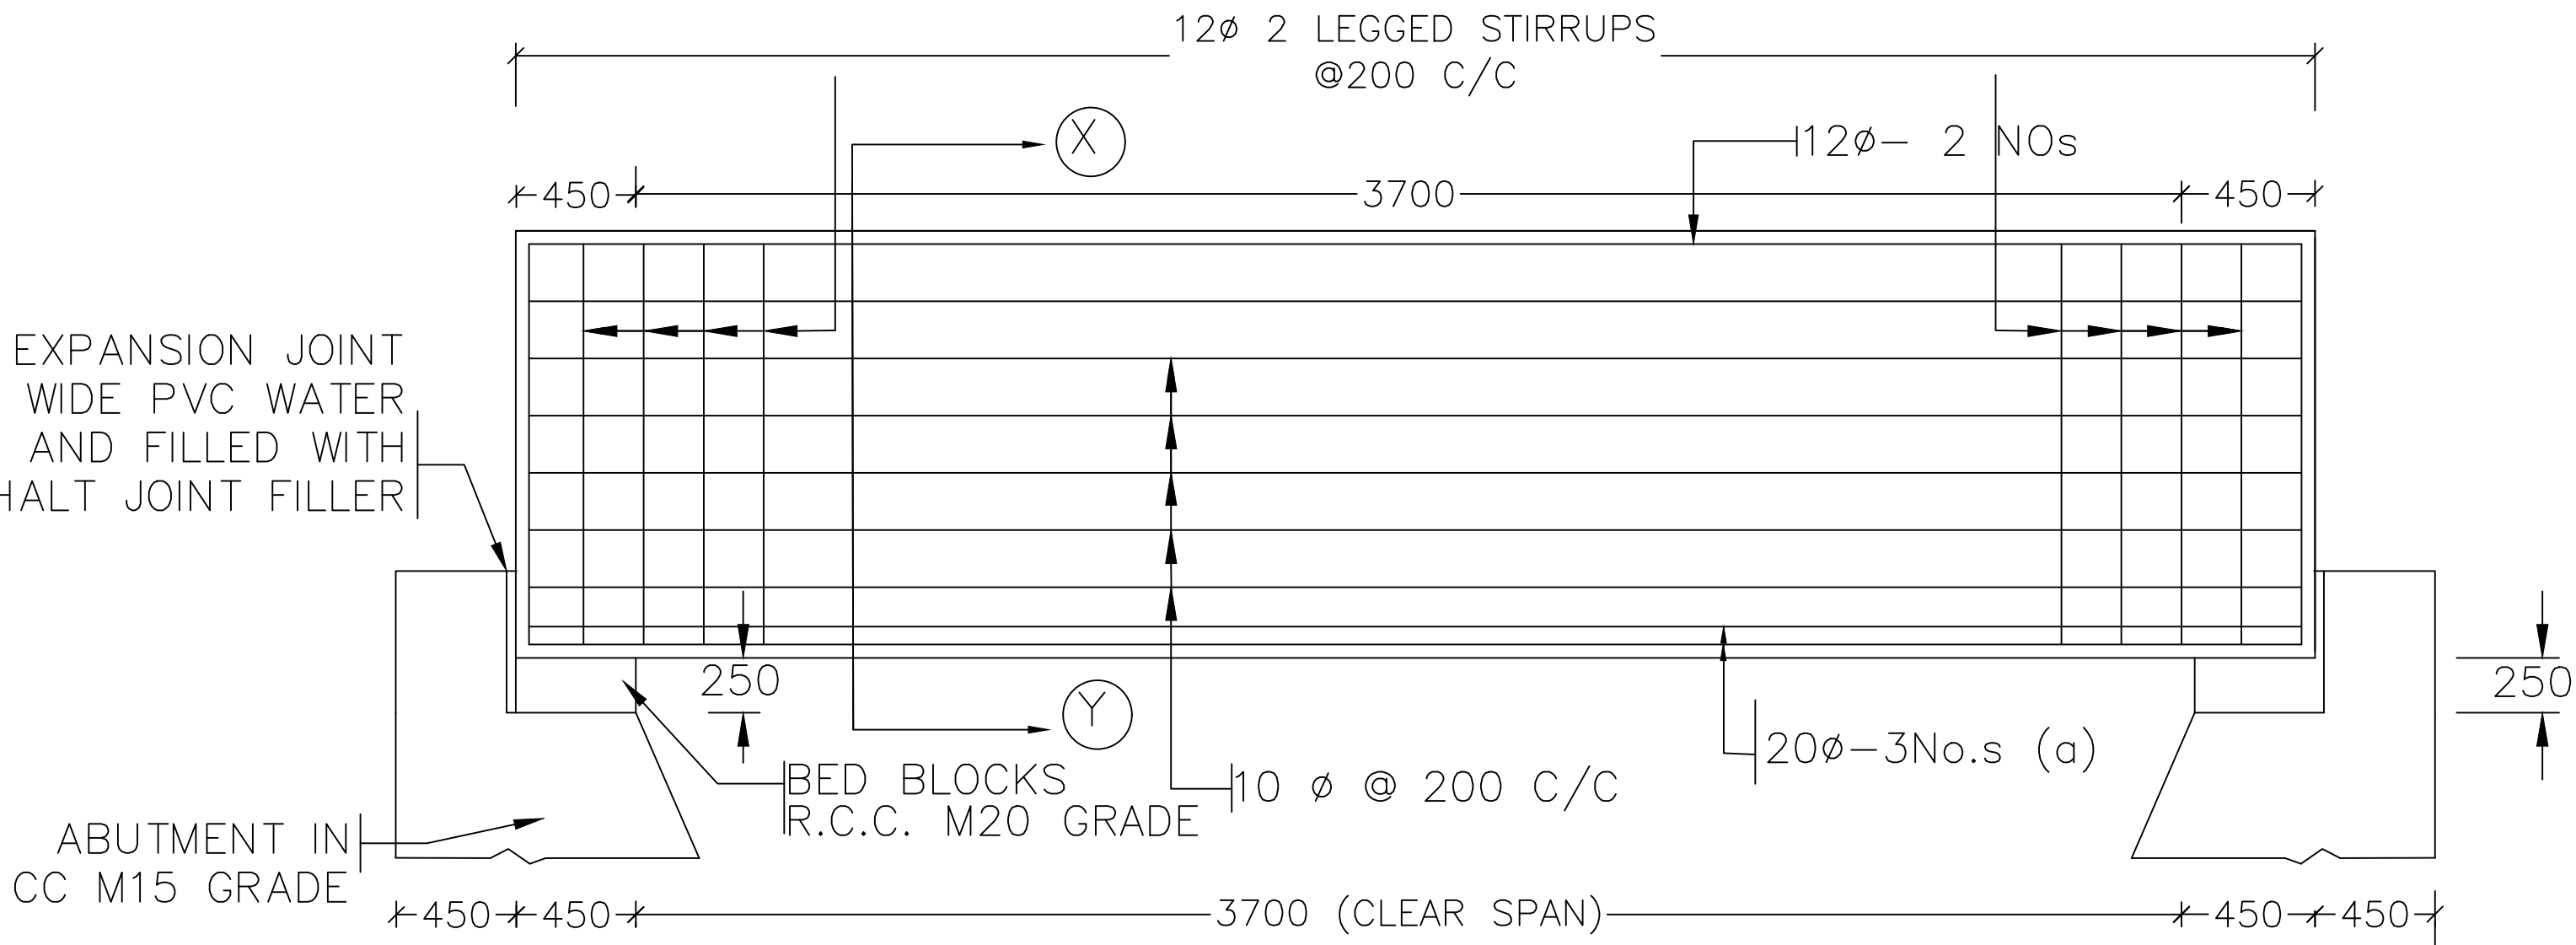 12ø 2 LEGGED STIRRUPS
@200 C/C
X
12ø- 2 NOs
450
3700
450
EXPANSION JOINT
WIDE PVC WATER
AND FILLED WITH
HALT JOINT FILLER
250
250
Y
20ø-3No.s (a)
BED BLOCKS
R.C.C. M20 GRADE
10 ø @ 200 C/C
ABUTMENT IN
CC M15 GRADE
450
450
3700 (CLEAR SPAN)
450
450